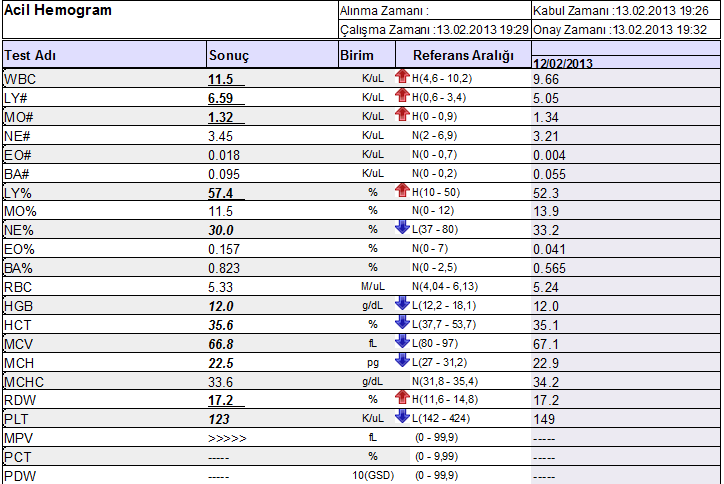 Acil Hemogram Alınma Zamanı : Kabul Zamanı :13.02.2013 19:26
Çalışma Zamanı:13.02.2013 19:29 Onay Zamanı :13.02.2013 19:32
Test Adı Sonuç Birim Referans Aralığı 12/02/2013
WBC 11.5 K/uL H(4,6 - 10,2) 9.66
LY# 6.59 K/uL H(0,6 - 3,4) 5.05
MO# 1.32 K/uL H(0 - 0,9) 1.34
NE# 3.45 K/uL N(2 - 6,9) 3.21
EO# 0.018 K/uL N(0 - 0,7) 0.004
BA# 0.095 K/uL N(0 - 0,2) 0.055
LY% 57.4 % H(10 - 50) 52.3
MO% 11.5 % N(0 - 12) 13.9
NE% 30.0 % L(37 - 80) 33.2
EO% 0.157 % N(0 - 7) 0.041
BA% 0.823 % N(0 - 2,5) 0.565
RBC 5.33 M/uL N(4,04 - 6,13) 5.24
HGB 12.0 g/dL L(12,2 - 18,1) 12.0
HCT 35.6 % L(37,7 - 53,7) 35.1
MCV 66.8 fL L(80 - 97) 67.1
MCH 22.5 pg L(27 - 31,2) 22.9
MCHC 33.6 g/dL N(31,8 - 35,4) 34.2
RDW 17.2 % H(11,6 - 14,8) 17.2
PLT 123 K/uL L(142 - 424) 149
MPV >>>>> fL (0 - 99,9) -----
PCT ----- % (0 - 9,99) -----
PDW ----- 10(GSD) (0 - 99,9) -----